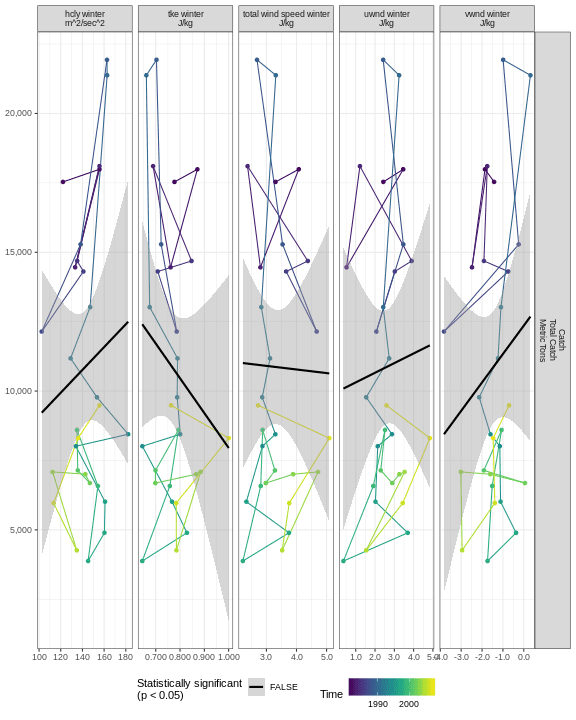 hdly winter
m^2/sec^2
tke winter
J/kg
total wind speed winter
J/kg
uwnd winter
J/kg
vwnd winter
J/kg
20,000
15,000
10,000
5,000
Catch
Total Catch
Metric Tons
100 120 140 160 180
0.700 0.800 0.900 1.000
3.0 4.0 5.0
1.0 2.0 3.0 4.0 5.0
-4.0 -3.0 -2.0 -1.0 0.0
Statistically significant
(p < 0.05)
FALSE
Time
1990 2000